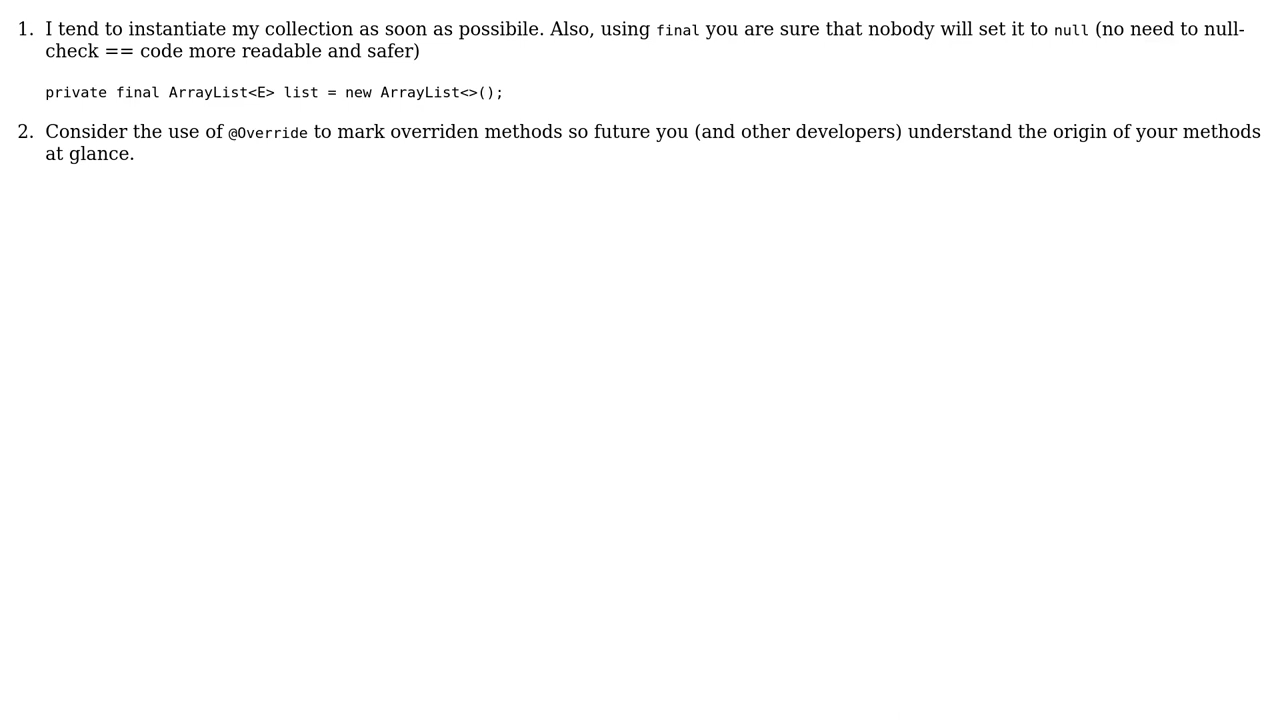 1. I tend to instantiate my collection as soon as possibile. Also, using final you are sure that nobody will set it to null (no need to null-
check == code more readable and safer)
private final ArrayList<E> list = new ArrayList<>();
2. Consider the use of @Override to mark overriden methods so future you (and other developers) understand the origin of your methods
at glance.